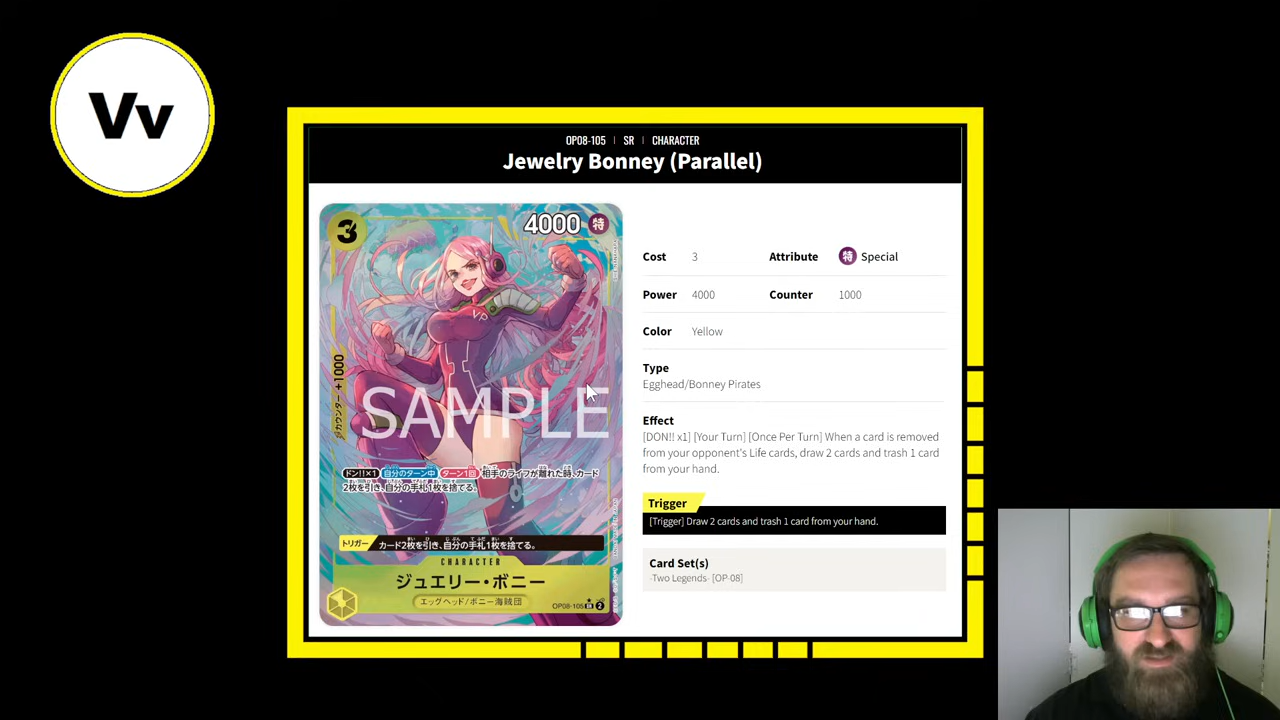 Vv
OP08-105 | SR | CHARACTER
Jewelry Bonney (Parallel)
3
4000 特
カウンター +1000
SAMPLE
ドン!!×1 自分のターン中 ターン1回 相手のライフが離れた時、カード
2枚を引き、自分の手札1枚を捨てる。
トリガー カード2枚を引き、自分の手札1枚を捨てる。
CHARACTER
ジュエリー・ボニー
エッグヘッド/ボニー海賊団
OP08-105 SR 2
Cost 3 Attribute 特 Special
Power 4000 Counter 1000
Color Yellow
Type
Egghead/Bonney Pirates
Effect
[DON!! x1] [Your Turn] [Once Per Turn] When a card is removed
from your opponent's Life cards, draw 2 cards and trash 1 card
from your hand.
Trigger
[Trigger] Draw 2 cards and trash 1 card from your hand.
Card Set(s)
-Two Legends- [OP-08]